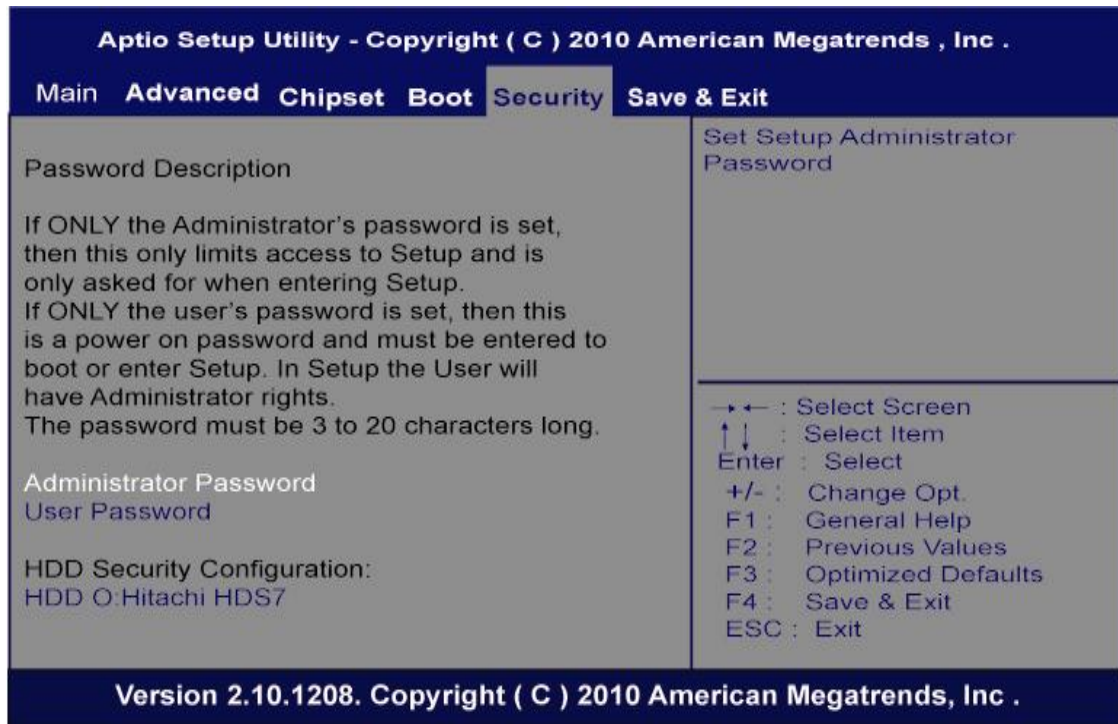 Aptio Setup Utility - Copyright ( C ) 2010 American Megatrends , Inc .
Main Advanced Chipset Boot Security Save & Exit
Password Description
If ONLY the Administrator's password is set,
then this only limits access to Setup and is
only asked for when entering Setup.
If ONLY the user's password is set, then this
is a power on password and must be entered to
boot or enter Setup. In Setup the User will
have Administrator rights.
The password must be 3 to 20 characters long.
Administrator Password
User Password
HDD Security Configuration:
HDD O:Hitachi HDS7
Set Setup Administrator
Password
→← : Select Screen
↑↓ : Select Item
Enter : Select
+/- : Change Opt.
F1 : General Help
F2 : Previous Values
F3 : Optimized Defaults
F4 : Save & Exit
ESC : Exit
Version 2.10.1208. Copyright ( C ) 2010 American Megatrends, Inc .